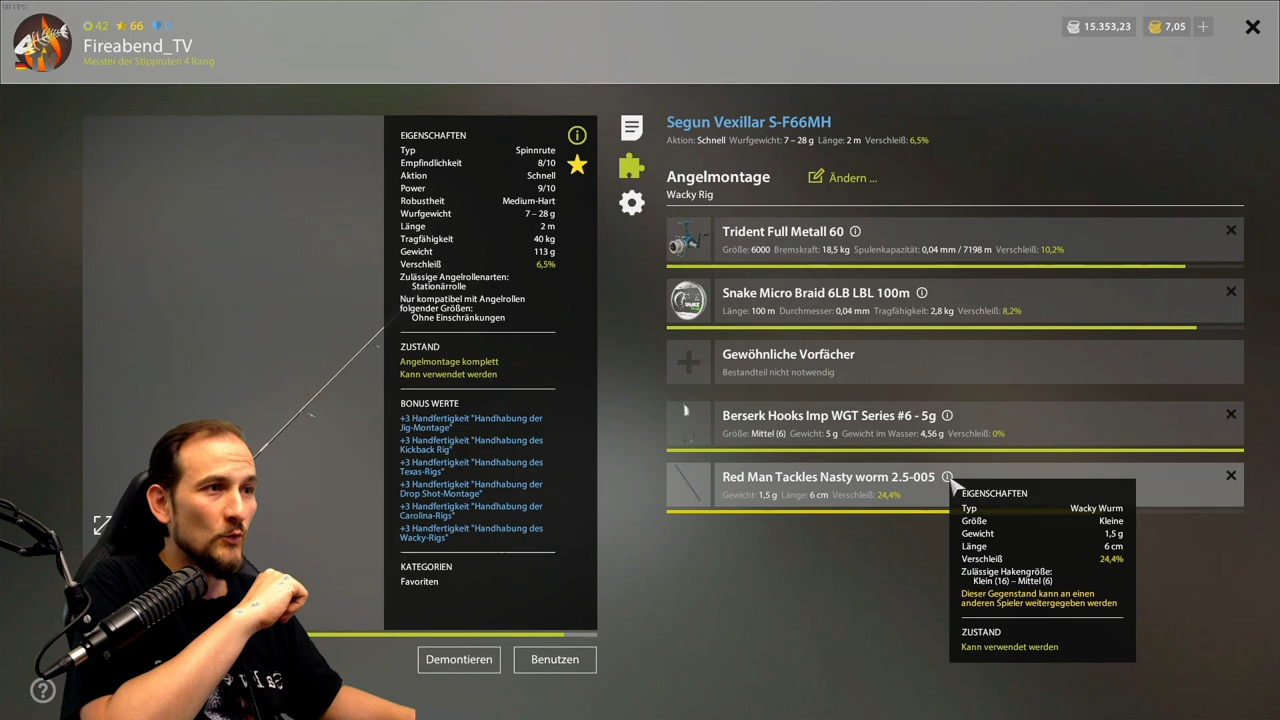 42 66 0
Fireabend_TV
Meister der Stippruten 4 Rang
15.353,23
7,05
EIGENSCHAFTEN
Typ Spinnrute
Empfindlichkeit 8/10
Aktion Schnell
Power 9/10
Robustheit Medium-Hart
Wurfgewicht 7 – 28 g
Länge 2 m
Tragfähigkeit 40 kg
Gewicht 113 g
Verschleiß 6,5%
Zulässige Angelrollenarten:
Stationärrolle
Nur kompatibel mit Angelrollen
folgender Größen:
Ohne Einschränkungen
ZUSTAND
Angelmontage komplett
Kann verwendet werden
BONUS WERTE
+3 Handfertigkeit "Handhabung der
Jig-Montage"
+3 Handfertigkeit "Handhabung des
Kickback Rig"
+3 Handfertigkeit "Handhabung des
Texas-Rigs"
+3 Handfertigkeit "Handhabung der
Drop Shot-Montage"
+3 Handfertigkeit "Handhabung der
Carolina-Rigs"
+3 Handfertigkeit "Handhabung des
Wacky-Rigs"
KATEGORIEN
Favoriten
Demontieren
Benutzen
Segun Vexillar S-F66MH
Aktion: Schnell Wurfgewicht: 7 – 28 g Länge: 2 m Verschleiß: 6,5%
Angelmontage
Ändern ...
Wacky Rig
Trident Full Metall 60
Größe: 6000 Bremskraft: 18,5 kg Spulenkapazität: 0,04 mm / 7198 m Verschleiß: 10,2%
Snake Micro Braid 6LB LBL 100m
Länge: 100 m Durchmesser: 0,04 mm Tragfähigkeit: 2,8 kg Verschleiß: 8,2%
Gewöhnliche Vorfächer
Bestandteil nicht notwendig
Berserk Hooks Imp WGT Series #6 - 5g
Größe: Mittel (6) Gewicht: 5 g Gewicht im Wasser: 4,56 g Verschleiß: 0%
Red Man Tackles Nasty worm 2.5-005
Gewicht: 1,5 g Länge: 6 cm Verschleiß: 24,4%
EIGENSCHAFTEN
Typ Wacky Wurm
Größe Kleine
Gewicht 1,5 g
Länge 6 cm
Verschleiß 24,4%
Zulässige Hakengröße:
Klein (16) – Mittel (6)
Dieser Gegenstand kann an einen
anderen Spieler weitergegeben werden
ZUSTAND
Kann verwendet werden